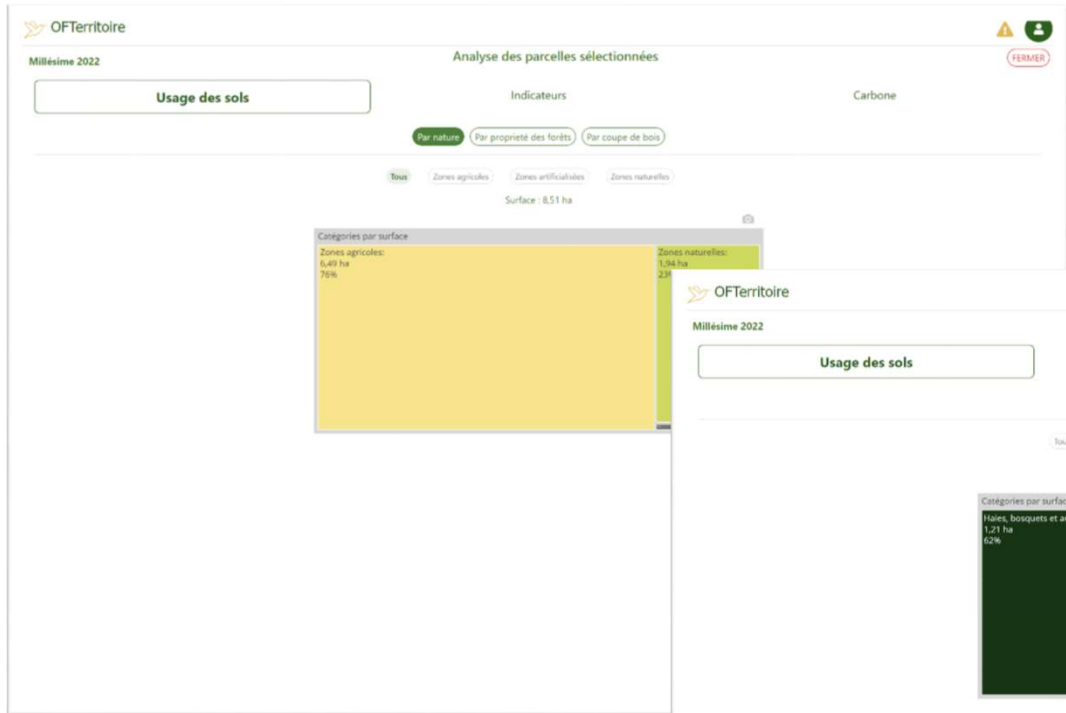 OFTerritoire
Millésime 2022
Analyse des parcelles sélectionnées
FERMER
Usage des sols
Indicateurs
Carbone
Par nature
Par propriété des forêts
Par coupe de bois
Tous
Zones agricoles
Zones artificialisées
Zones naturelles
Surface : 8,51 ha
Catégories par surface
Zones agricoles:
6,49 ha
76%
Zones naturelles:
1,94 ha
OFTerritoire
Millésime 2022
Usage des sols
Catégories par
Haies, bosquets et
1,21 ha
62%